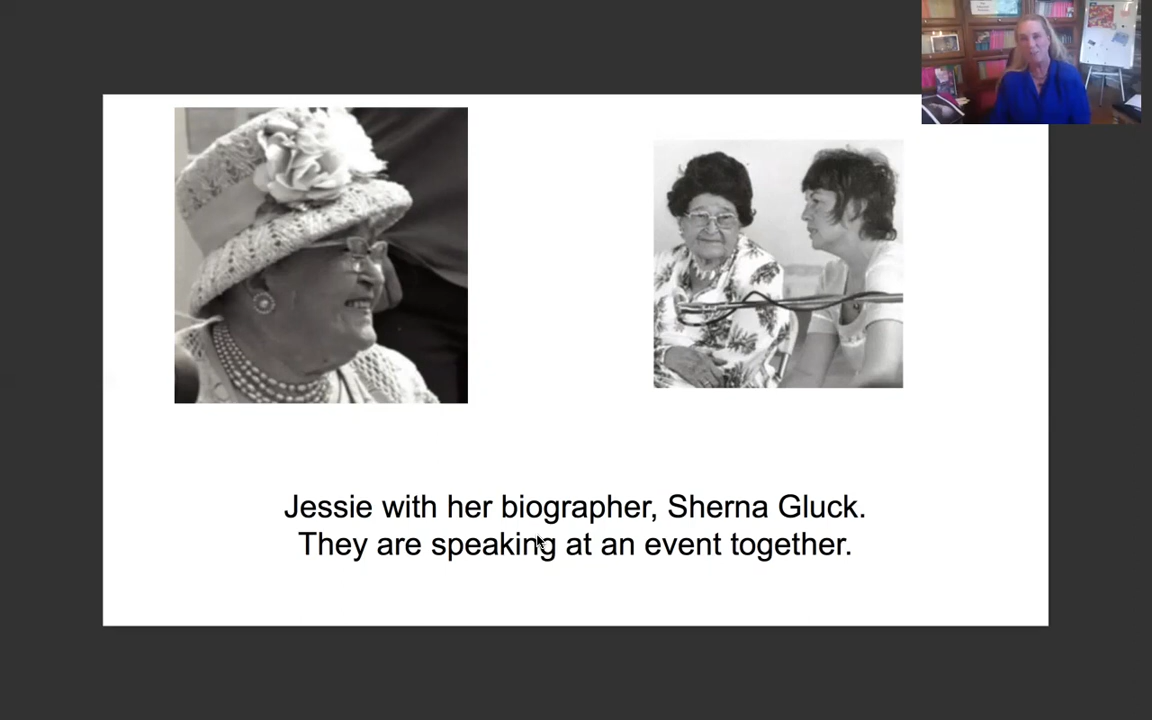 Jessie with her biographer, Sherna Gluck.
They are speaking at an event together.